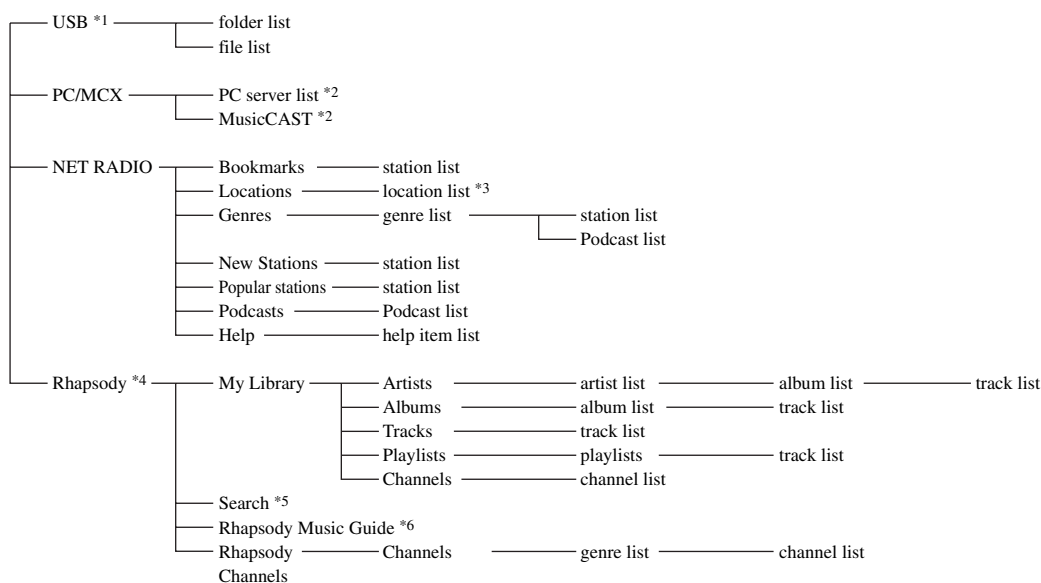 USB *1 folder list
file list
PC/MCX PC server list *2
MusicCAST *2
NET RADIO Bookmarks station list
Locations location list *3
Genres genre list station list
Podcast list
New Stations station list
Popular stations station list
Podcasts Podcast list
Help help item list
Rhapsody *4 My Library Artists artist list album list track list
Albums album list track list
Tracks track list
Playlists playlists track list
Channels channel list
Search *5
Rhapsody Music Guide *6
Rhapsody Channels genre list channel list
Channels